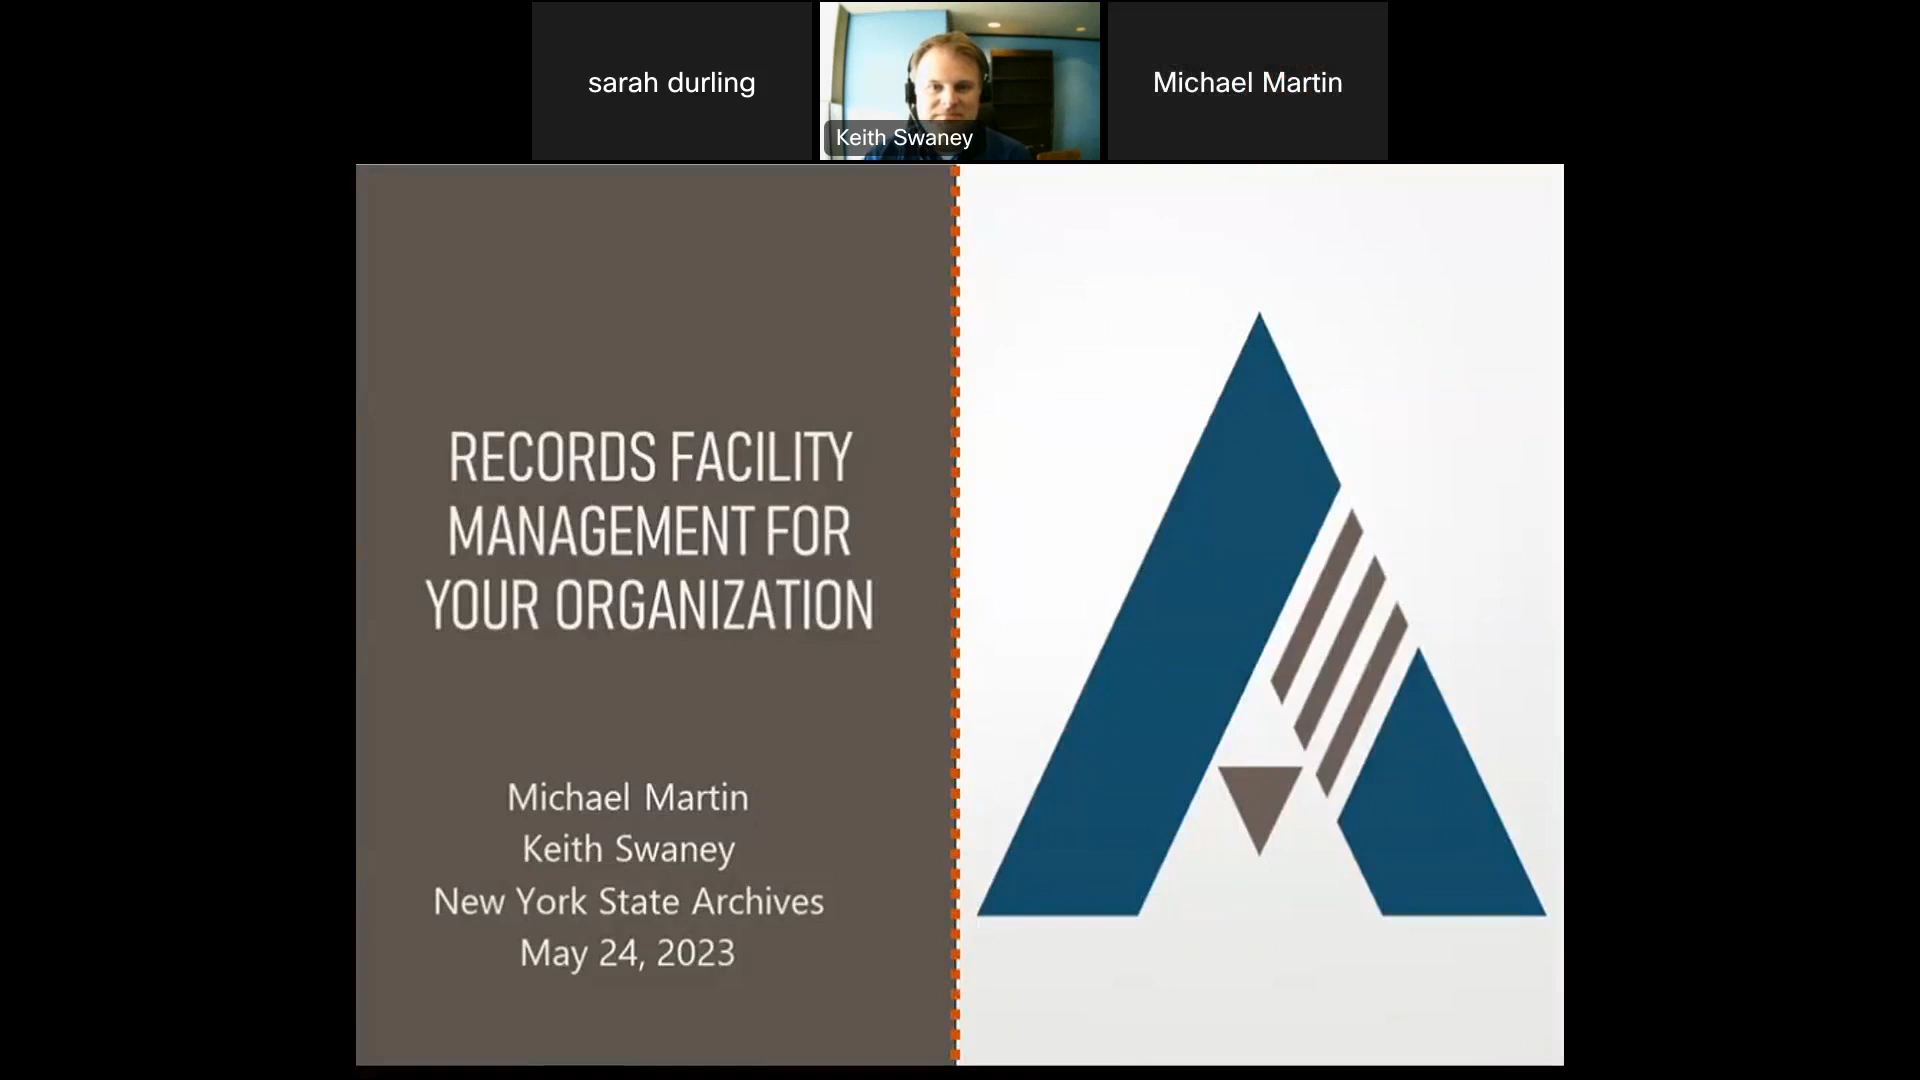 sarah durling
Keith Swaney
Michael Martin
RECORDS FACILITY
MANAGEMENT FOR
YOUR ORGANIZATION
Michael Martin
Keith Swaney
New York State Archives
May 24, 2023